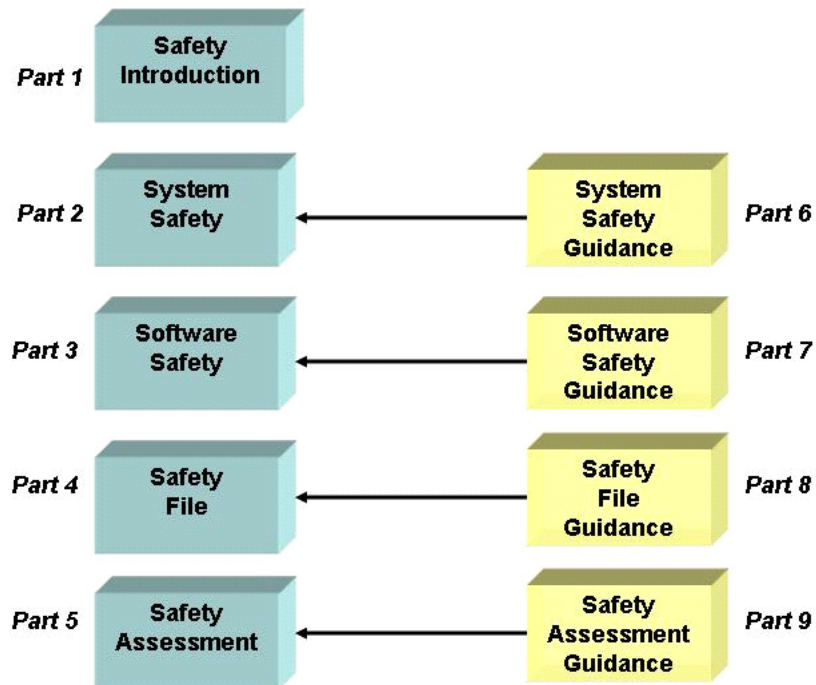 Part 1
Safety
Introduction
Part 2
System
Safety
System
Safety
Guidance
Part 6
Part 3
Software
Safety
Software
Safety
Guidance
Part 7
Part 4
Safety
File
Safety
File
Guidance
Part 8
Part 5
Safety
Assessment
Safety
Assessment
Guidance
Part 9